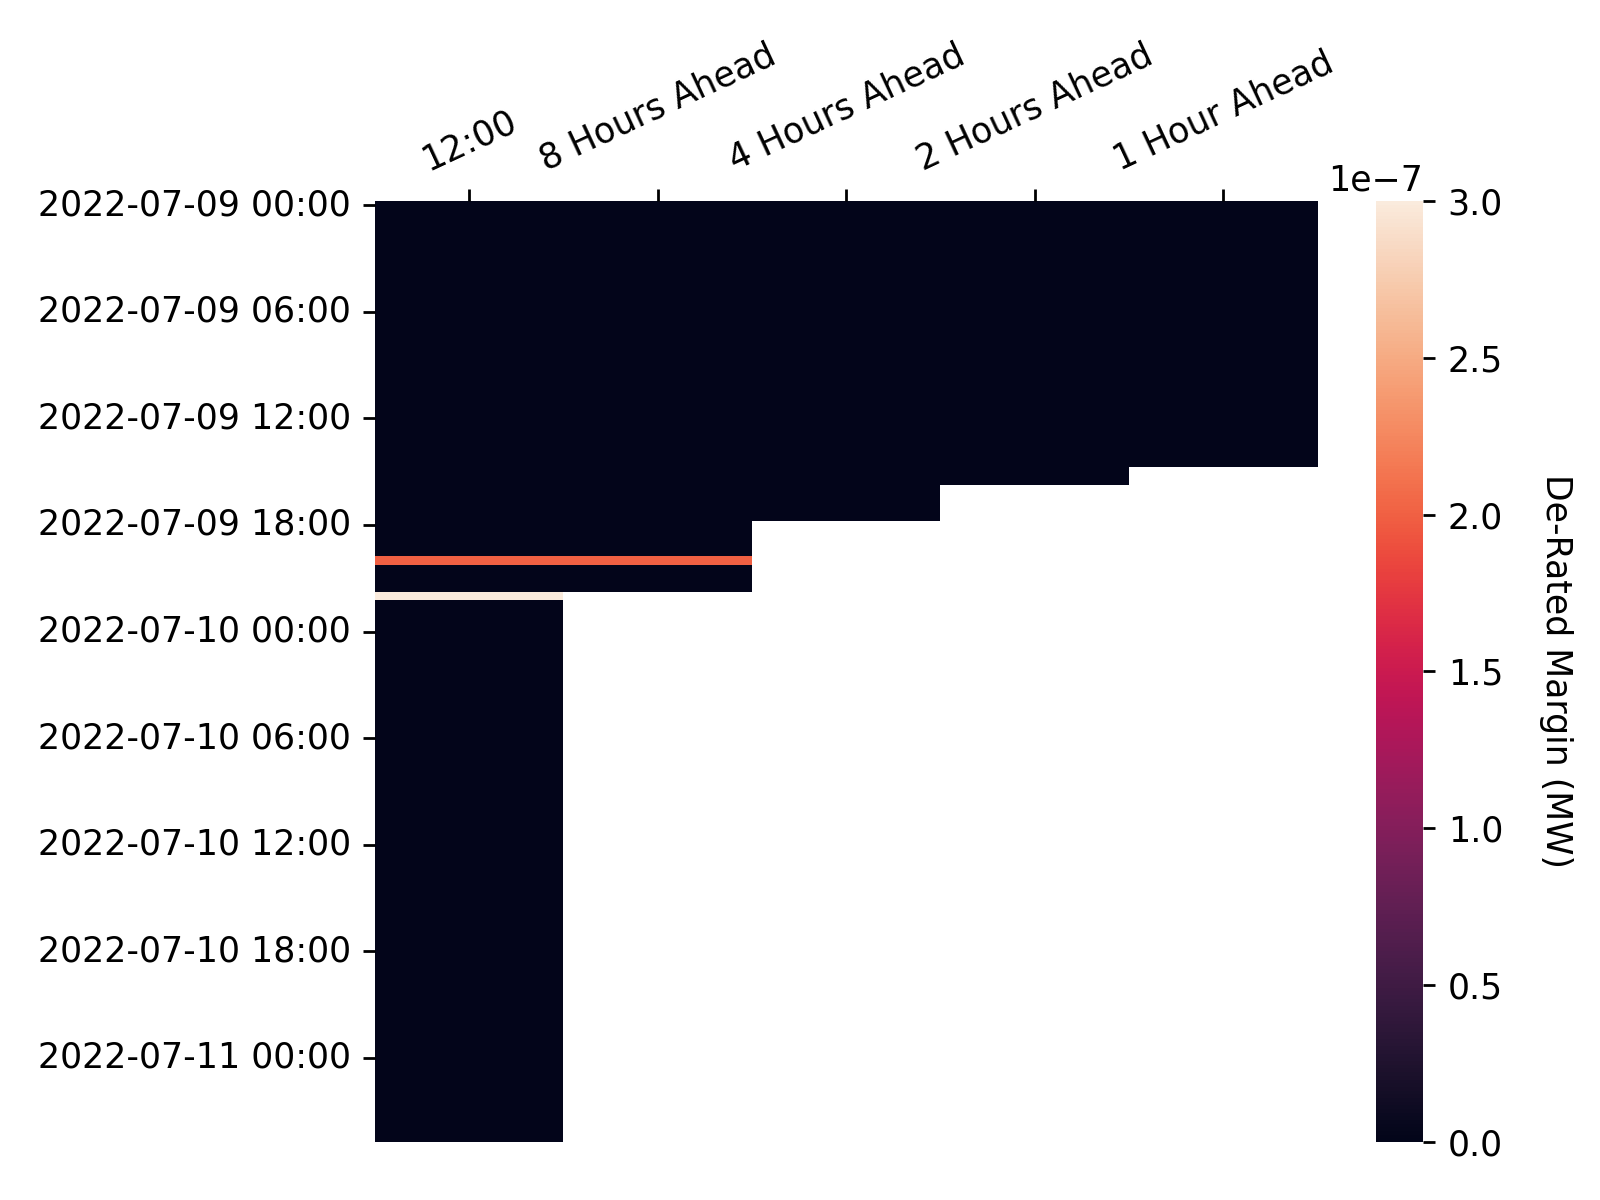 12:00
8 Hours Ahead
4 Hours Ahead
2 Hours Ahead
1 Hour Ahead
2022-07-09 00:00
2022-07-09 06:00
2022-07-09 12:00
2022-07-09 18:00
2022-07-10 00:00
2022-07-10 06:00
2022-07-10 12:00
2022-07-10 18:00
2022-07-11 00:00
1e−7
3.0
2.5
2.0
1.5
1.0
0.5
0.0
De-Rated Margin (MW)